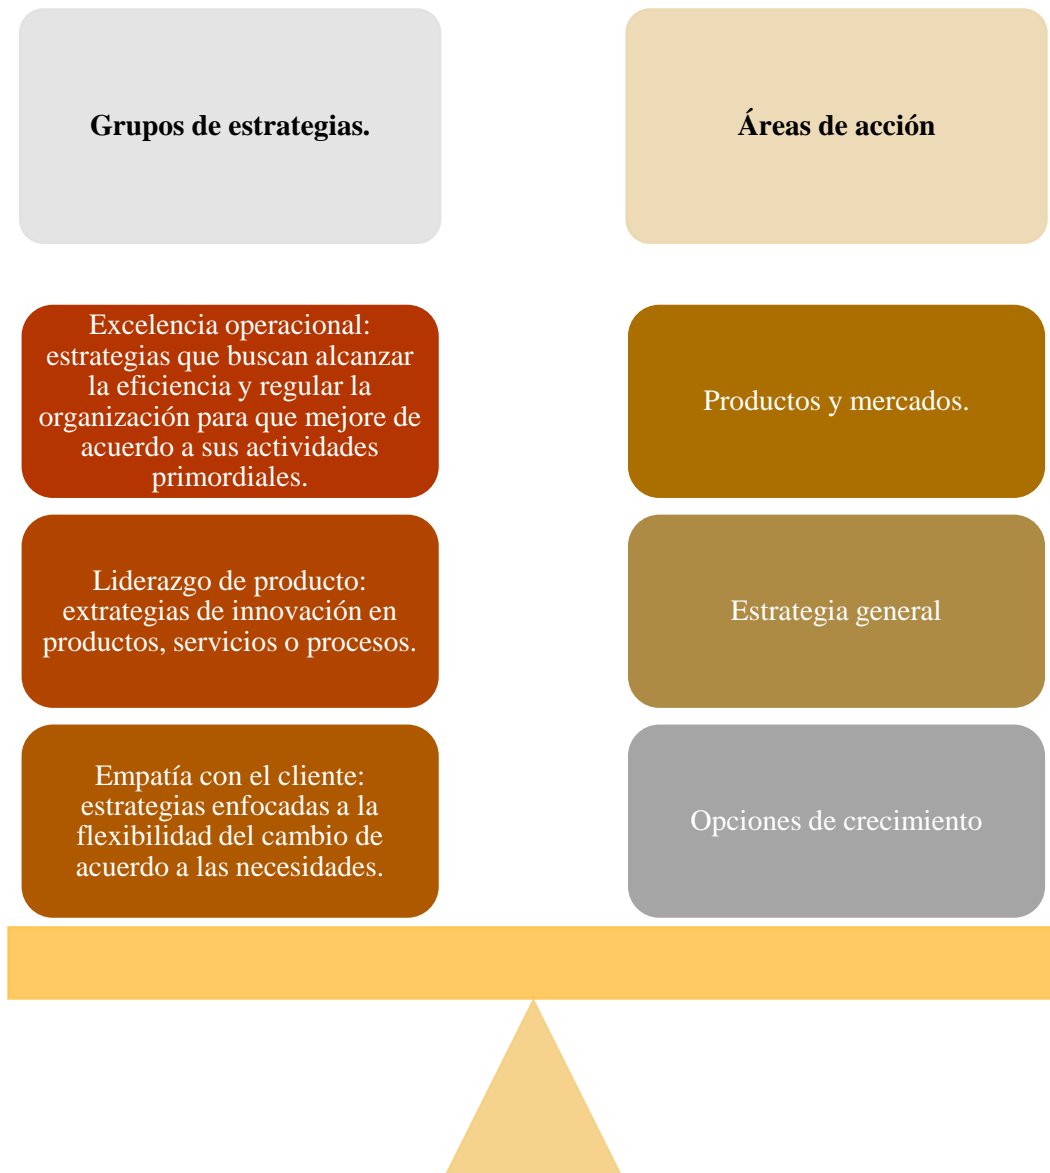 Grupos de estrategias.
Áreas de acción
Excelencia operacional:
estrategias que buscan alcanzar
la eficiencia y regular la
organización para que mejore de
acuerdo a sus actividades
primordiales.
Productos y mercados.
Liderazgo de producto:
extrategias de innovación en
productos, servicios o procesos.
Estrategia general
Empatía con el cliente:
estrategias enfocadas a la
flexibilidad del cambio de
acuerdo a las necesidades.
Opciones de crecimiento